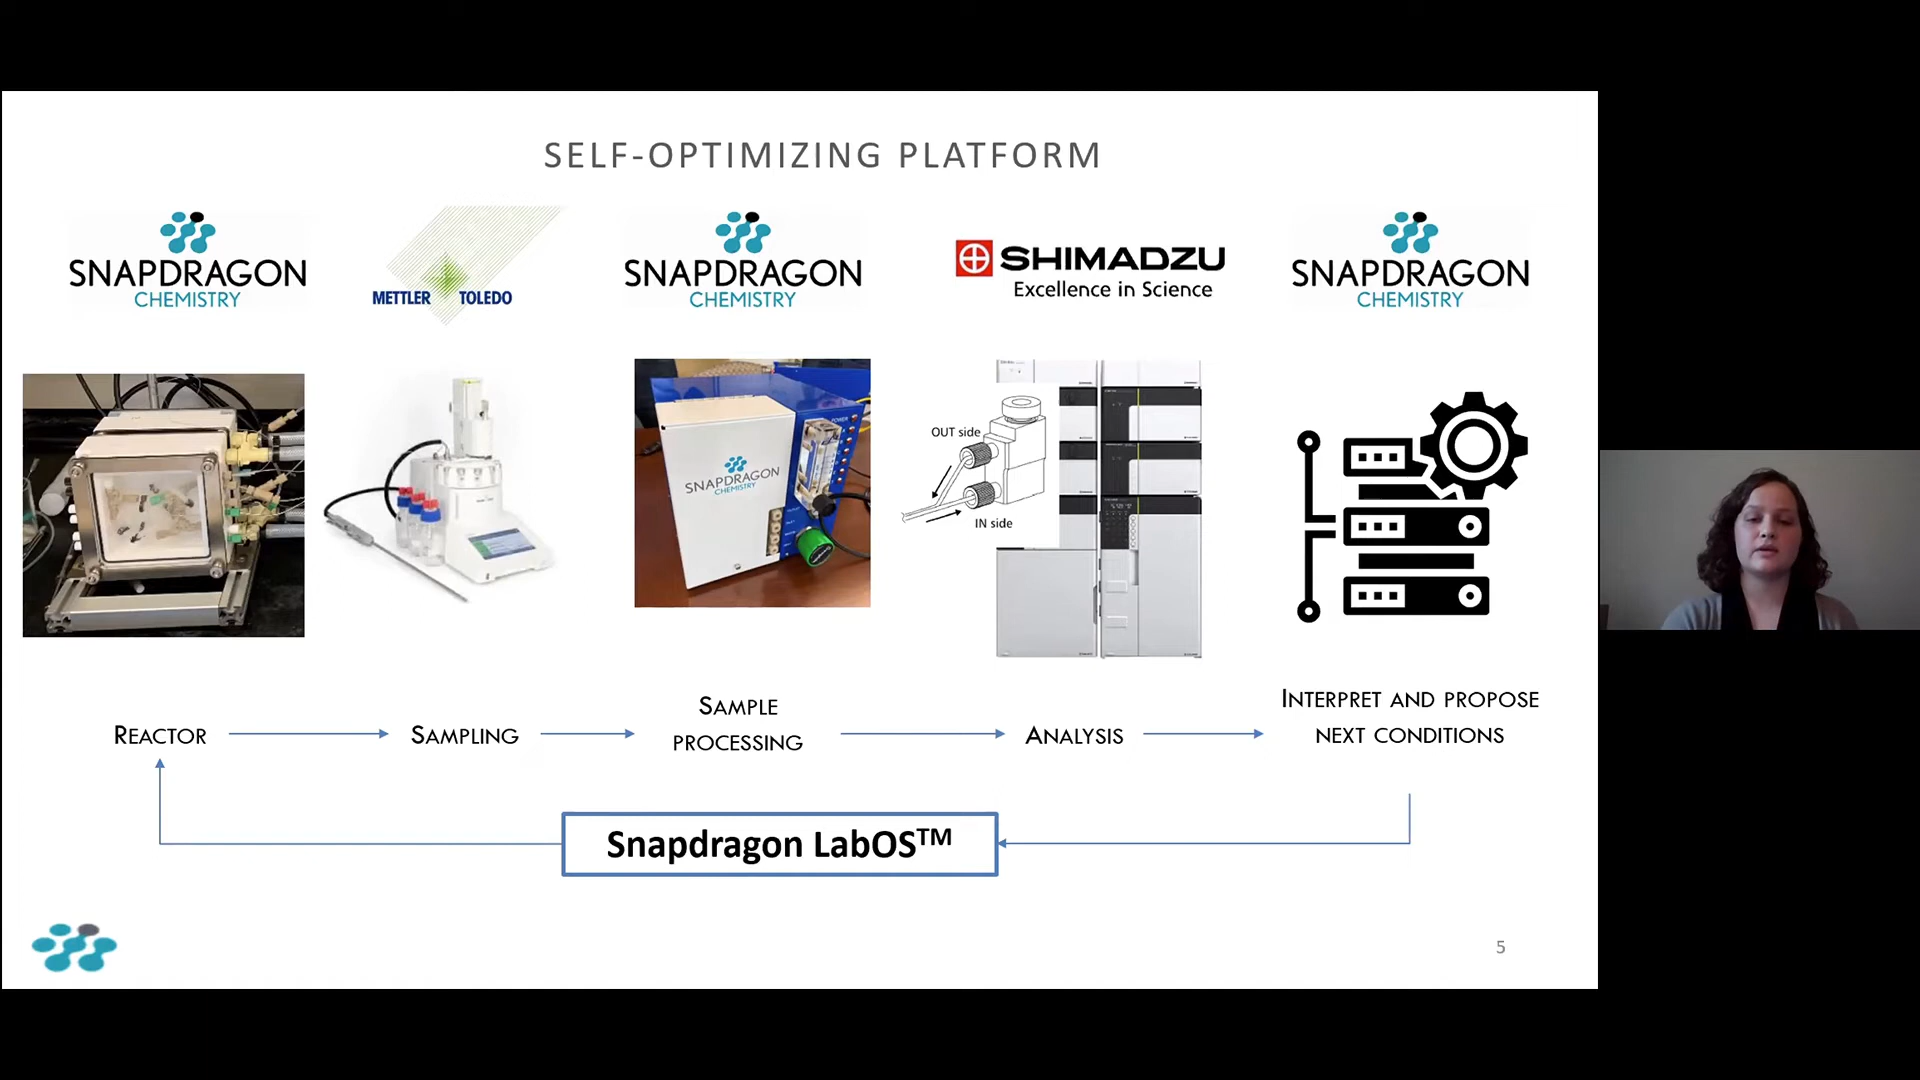 SELF-OPTIMIZING PLATFORM
SNAPDRAGON
CHEMISTRY
METTLER TOLEDO
SNAPDRAGON
CHEMISTRY
SHIMADZU
Excellence in Science
SNAPDRAGON
CHEMISTRY
SNAPDRAGON
CHEMISTRY
POWER
OUT side
IN side
REACTOR
SAMPLING
SAMPLE
PROCESSING
ANALYSIS
INTERPRET AND PROPOSE
NEXT CONDITIONS
Snapdragon LabOS™
5